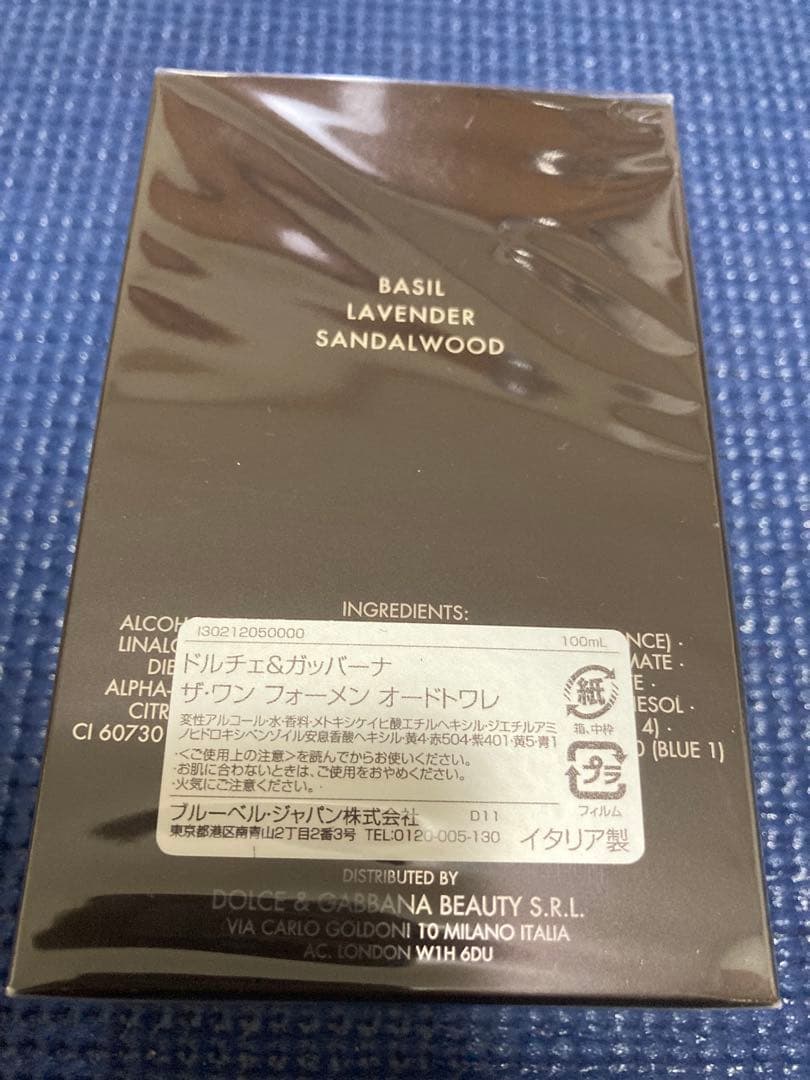 BASIL
LAVENDER
SANDALWOOD
INGREDIENTS:
I30212050000 100mL
ドルチェ&ガッバーナ
ザ・ワン フォーメン オードトワレ
変性アルコール・水・香料・メトキシケイヒ酸エチルヘキシル・ジエチルアミ
ノヒドロキシベンゾイル安息香酸ヘキシル・黄4・赤504・紫401・黄5・青1
・<ご使用上の注意>を読んでからお使いください。
・お肌に合わないときは、ご使用をおやめください。
・火気にご注意ください。
紙
箱、中枠
プラ
フィルム
ブルーベル・ジャパン株式会社 D11
東京都港区南青山2丁目2番3号 TEL:0120-005-130 イタリア製
ALCOH
LINALO
DIE
ALPHA-
CITR
CI 60730
NCE) ·
MATE ·
E ·
ESOL ·
4) ·
0 (BLUE 1)
DISTRIBUTED BY
DOLCE & GABBANA BEAUTY S.R.L.
VIA CARLO GOLDONI 10 MILANO ITALIA
AC. LONDON W1H 6DU